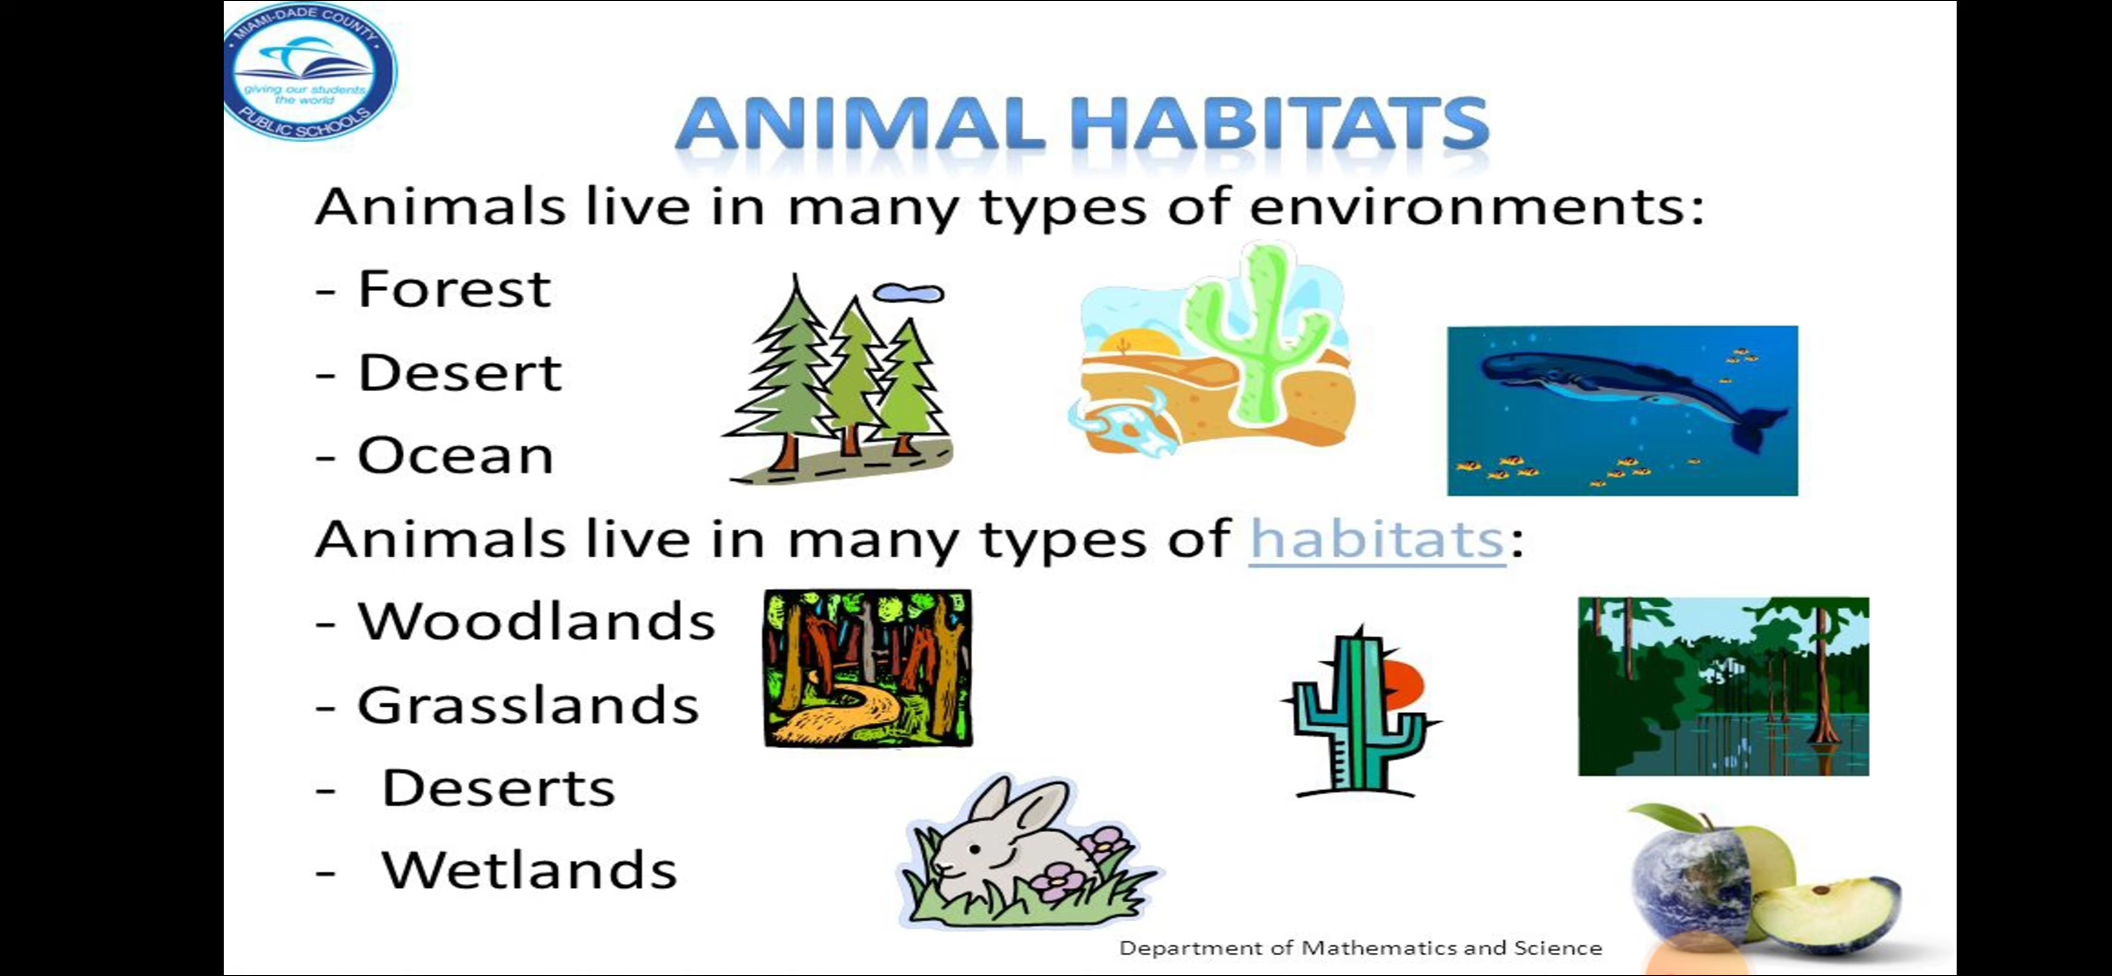 MIAMI-DADE COUNTY
giving our students
the world
PUBLIC SCHOOLS
ANIMAL HABITATS
Animals live in many types of environments:
- Forest
- Desert
- Ocean
Animals live in many types of habitats:
- Woodlands
- Grasslands
- Deserts
- Wetlands
Department of Mathematics and Science